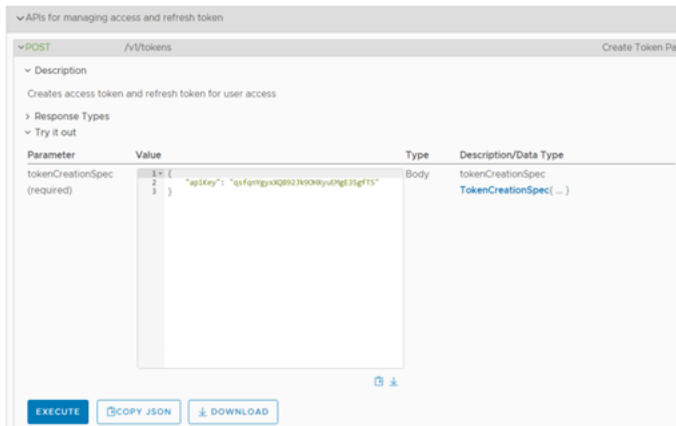 APIs for managing access and refresh token
POST /v1/tokens Create Token Pa
Description
Creates access token and refresh token for user access
Response Types
Try it out
Parameter Value Type Description/Data Type
tokenCreationSpec Body tokenCreationSpec
(required) TokenCreationSpec{ ... }
1 {
2 "apiKey":
3 }
EXECUTE COPY JSON DOWNLOAD